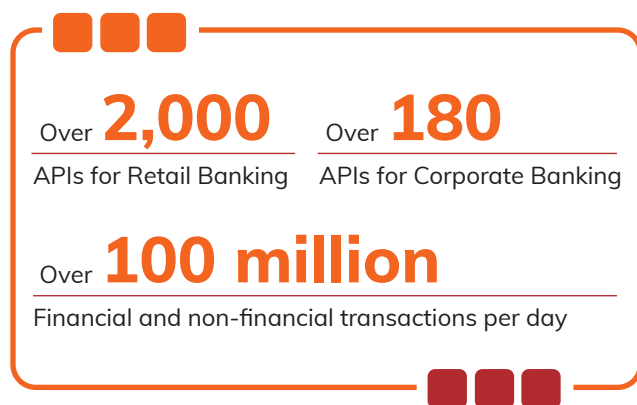 Over 2,000
APIs for Retail Banking
Over 180
APIs for Corporate Banking
Over 100 million
Financial and non-financial transactions per day